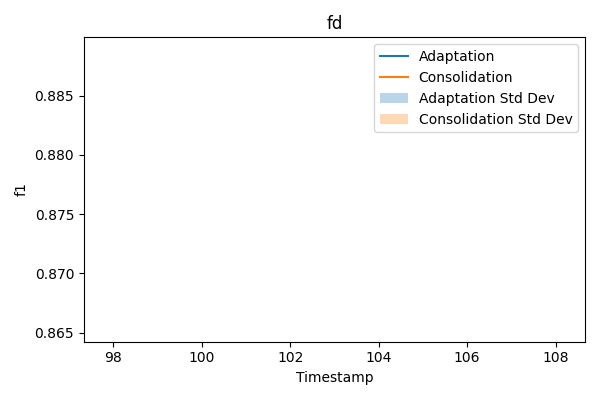 fd
Adaptation
Consolidation
Adaptation Std Dev
Consolidation Std Dev
0.885
0.880
0.875
0.870
0.865
f1
98 100 102 104 106 108
Timestamp